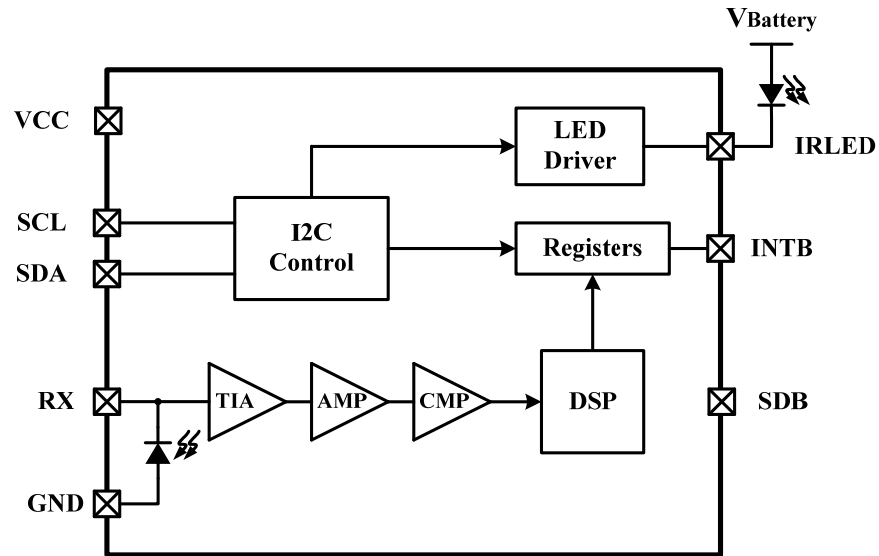 VBattery
VCC
LED
Driver
IRLED
SCL
I2C
Control
Registers
INTB
SDA
RX
TIA
AMP
CMP
DSP
SDB
GND